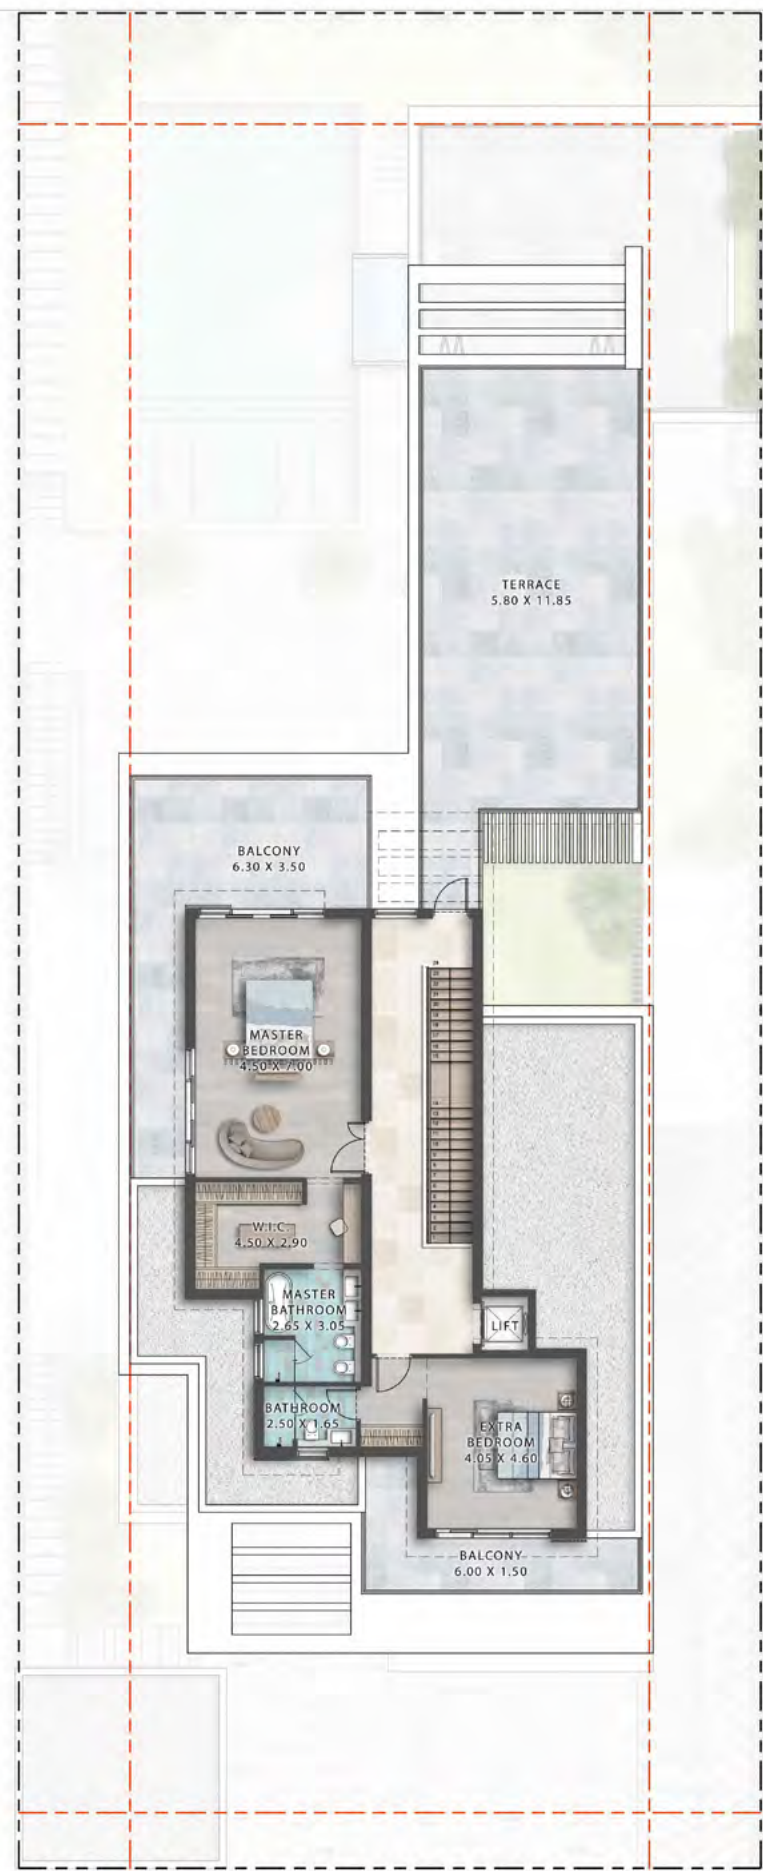 TERRACE
5.80 X 11.85
BALCONY
6.30 X 3.50
MASTER
BEDROOM
4.50 X 7.00
W.I.C.
4.50 X 2.90
MASTER
BATHROOM
2.65 X 3.05
LIFT
BATHROOM
2.50 X 1.65
EXTRA
BEDROOM
4.05 X 4.60
BALCONY
6.00 X 1.50